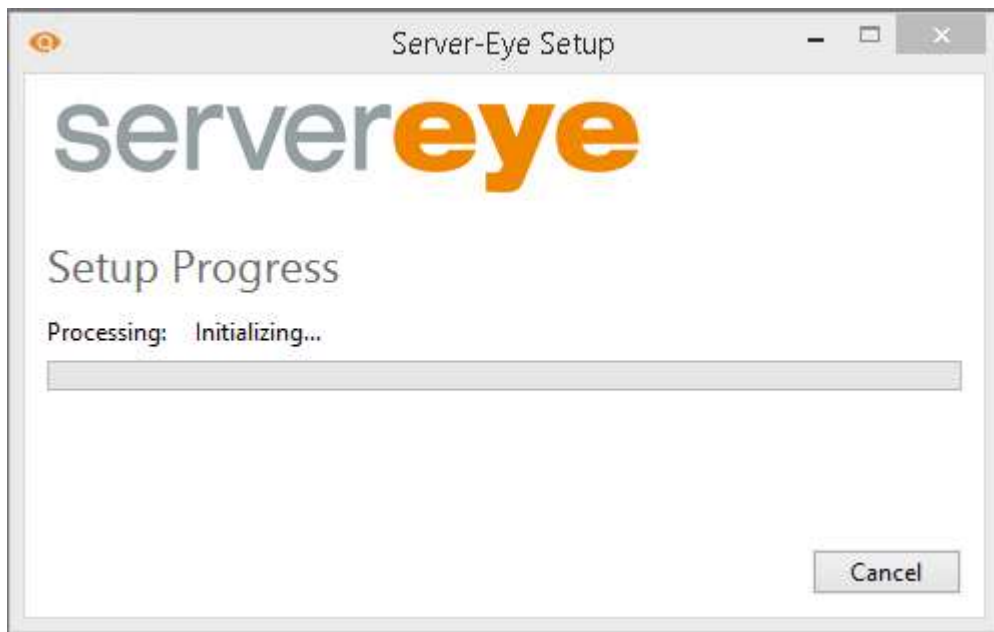 Server-Eye Setup
servereye
Setup Progress
Processing: Initializing...
Cancel